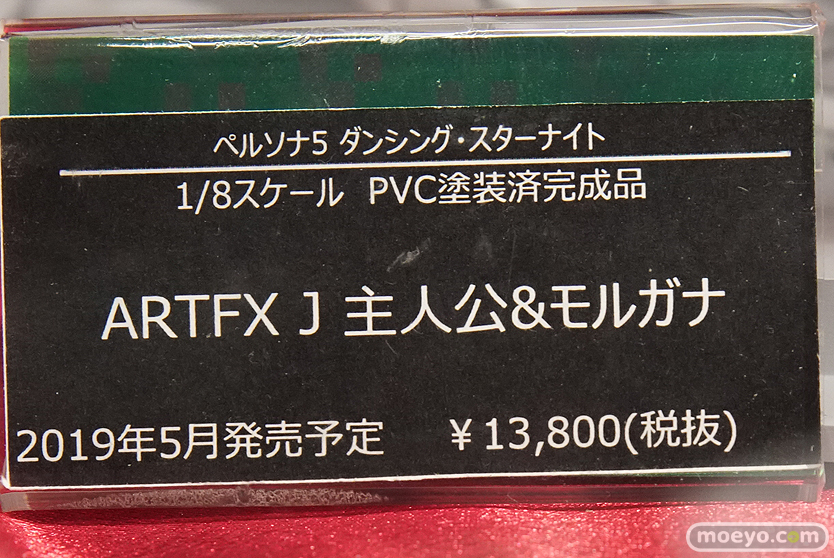 ペルソナ5 ダンシング・スターナイト
1/8スケール PVC塗装済完成品
ARTFX J 主人公&モルガナ
2019年5月発売予定 ¥13,800(税抜)
moeyo.com